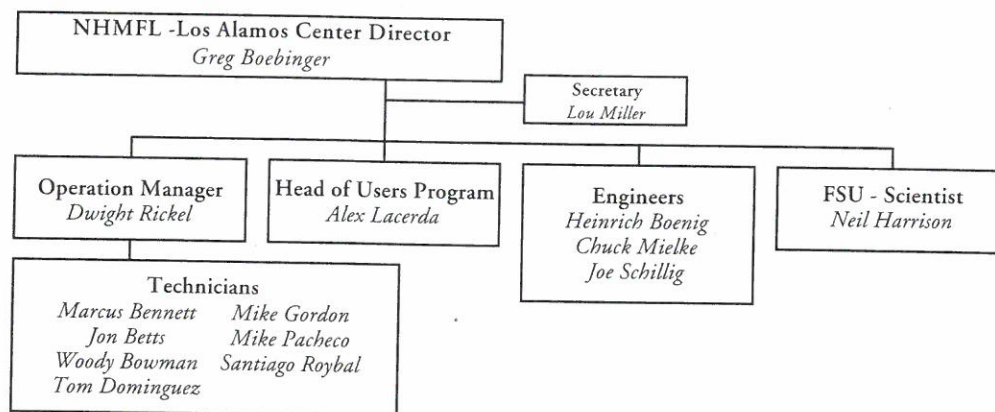 NHMFL -Los Alamos Center Director
Greg Boebinger
Secretary
Lou Miller
Operation Manager
Dwight Rickel
Head of Users Program
Alex Lacerda
Engineers
Heinrich Boenig
Chuck Mielke
Joe Schillig
FSU - Scientist
Neil Harrison
Technicians
Marcus Bennett Mike Gordon
Jon Betts Mike Pacheco
Woody Bowman Santiago Roybal
Tom Dominguez